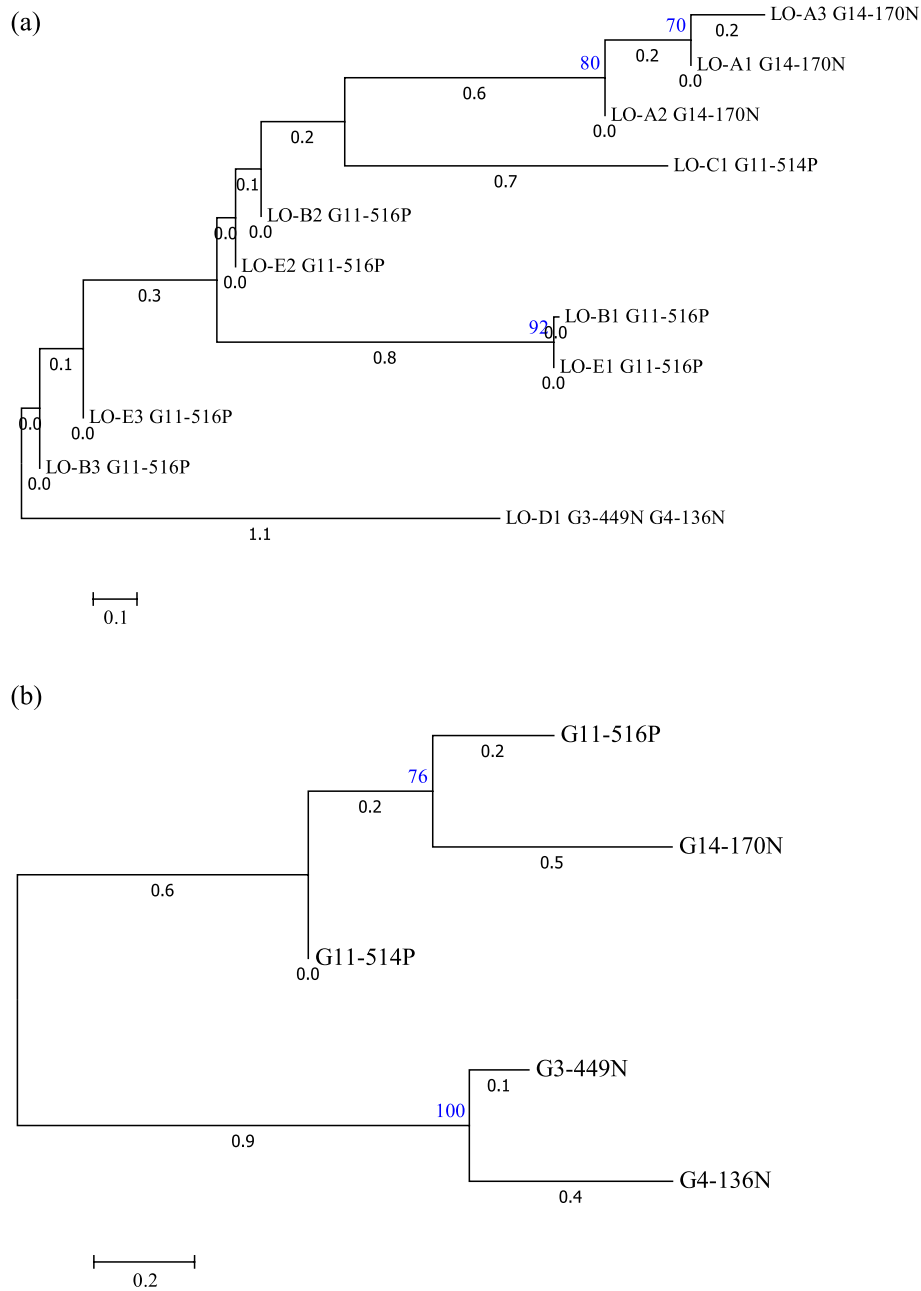 (a)
LO-A3 G14-170N
70
0.2
0.2
LO-A1 G14-170N
80
0.0
0.6
LO-A2 G14-170N
0.0
0.2
LO-C1 G11-514P
0.7
0.1
LO-B2 G11-516P
0.0
0.0
LO-E2 G11-516P
0.0
0.3
LO-B1 G11-516P
92
0.0
0.8
LO-E1 G11-516P
0.0
0.1
LO-E3 G11-516P
0.0
0.0
LO-B3 G11-516P
0.0
LO-D1 G3-449N G4-136N
1.1
0.1
(b)
G11-516P
0.2
76
0.2
G14-170N
0.5
0.6
G11-514P
0.0
G3-449N
0.1
100
0.9
G4-136N
0.4
0.2